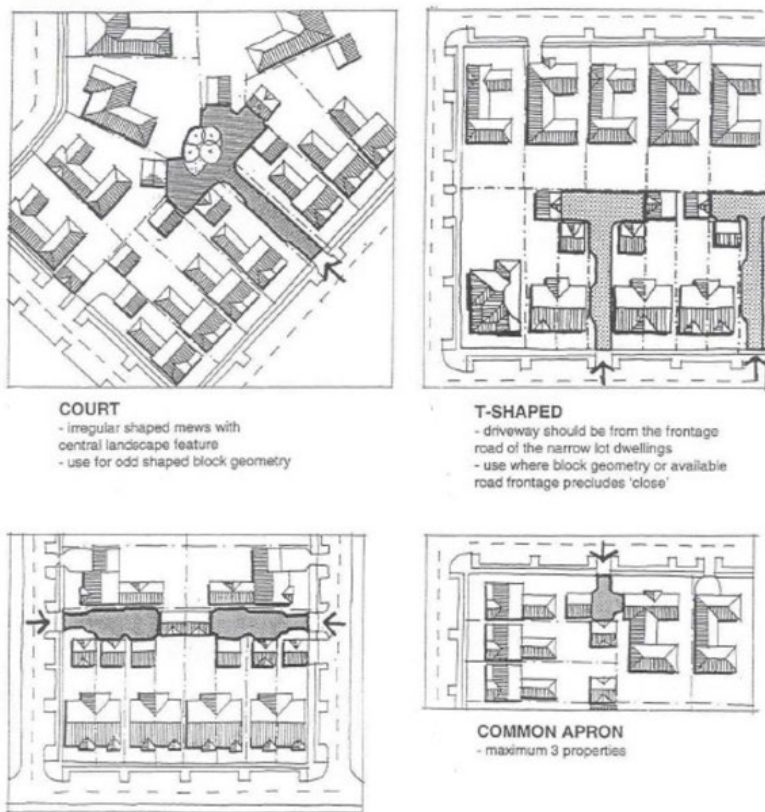 COURT
- irregular shaped mews with
central landscape feature
- use for odd shaped block geometry
T-SHAPED
- driveway should be from the frontage
road of the narrow lot dwellings
- use where block geometry or available
road frontage precludes 'close'
COMMON APRON
- maximum 3 properties